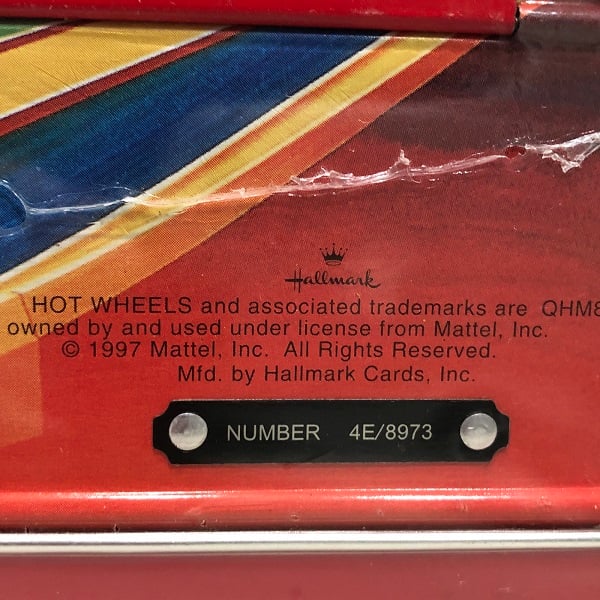 Hallmark
HOT WHEELS and associated trademarks are QHM8
owned by and used under license from Mattel, Inc.
© 1997 Mattel, Inc. All Rights Reserved.
Mfd. by Hallmark Cards, Inc.
NUMBER 4E/8973